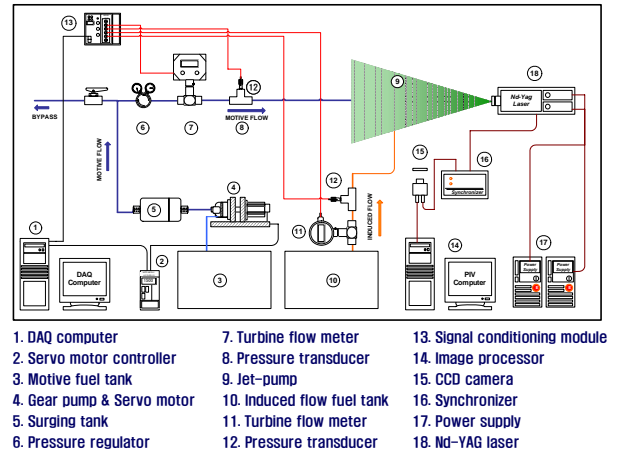 13
18
Nd-Yag
Laser
9
12
BYPASS
6
7
8
MOTIVE FLOW
MOTIVE FLOW
15
16
Synchronizer
12
4
5
11
INDUCED FLOW
1
2
3
10
14
17
DAQ
Computer
PIV
Computer
Power
Supply
Power
Supply
1. DAQ computer
2. Servo motor controller
3. Motive fuel tank
4. Gear pump & Servo motor
5. Surging tank
6. Pressure regulator
7. Turbine flow meter
8. Pressure transducer
9. Jet-pump
10. Induced flow fuel tank
11. Turbine flow meter
12. Pressure transducer
13. Signal conditioning module
14. Image processor
15. CCD camera
16. Synchronizer
17. Power supply
18. Nd-YAG laser